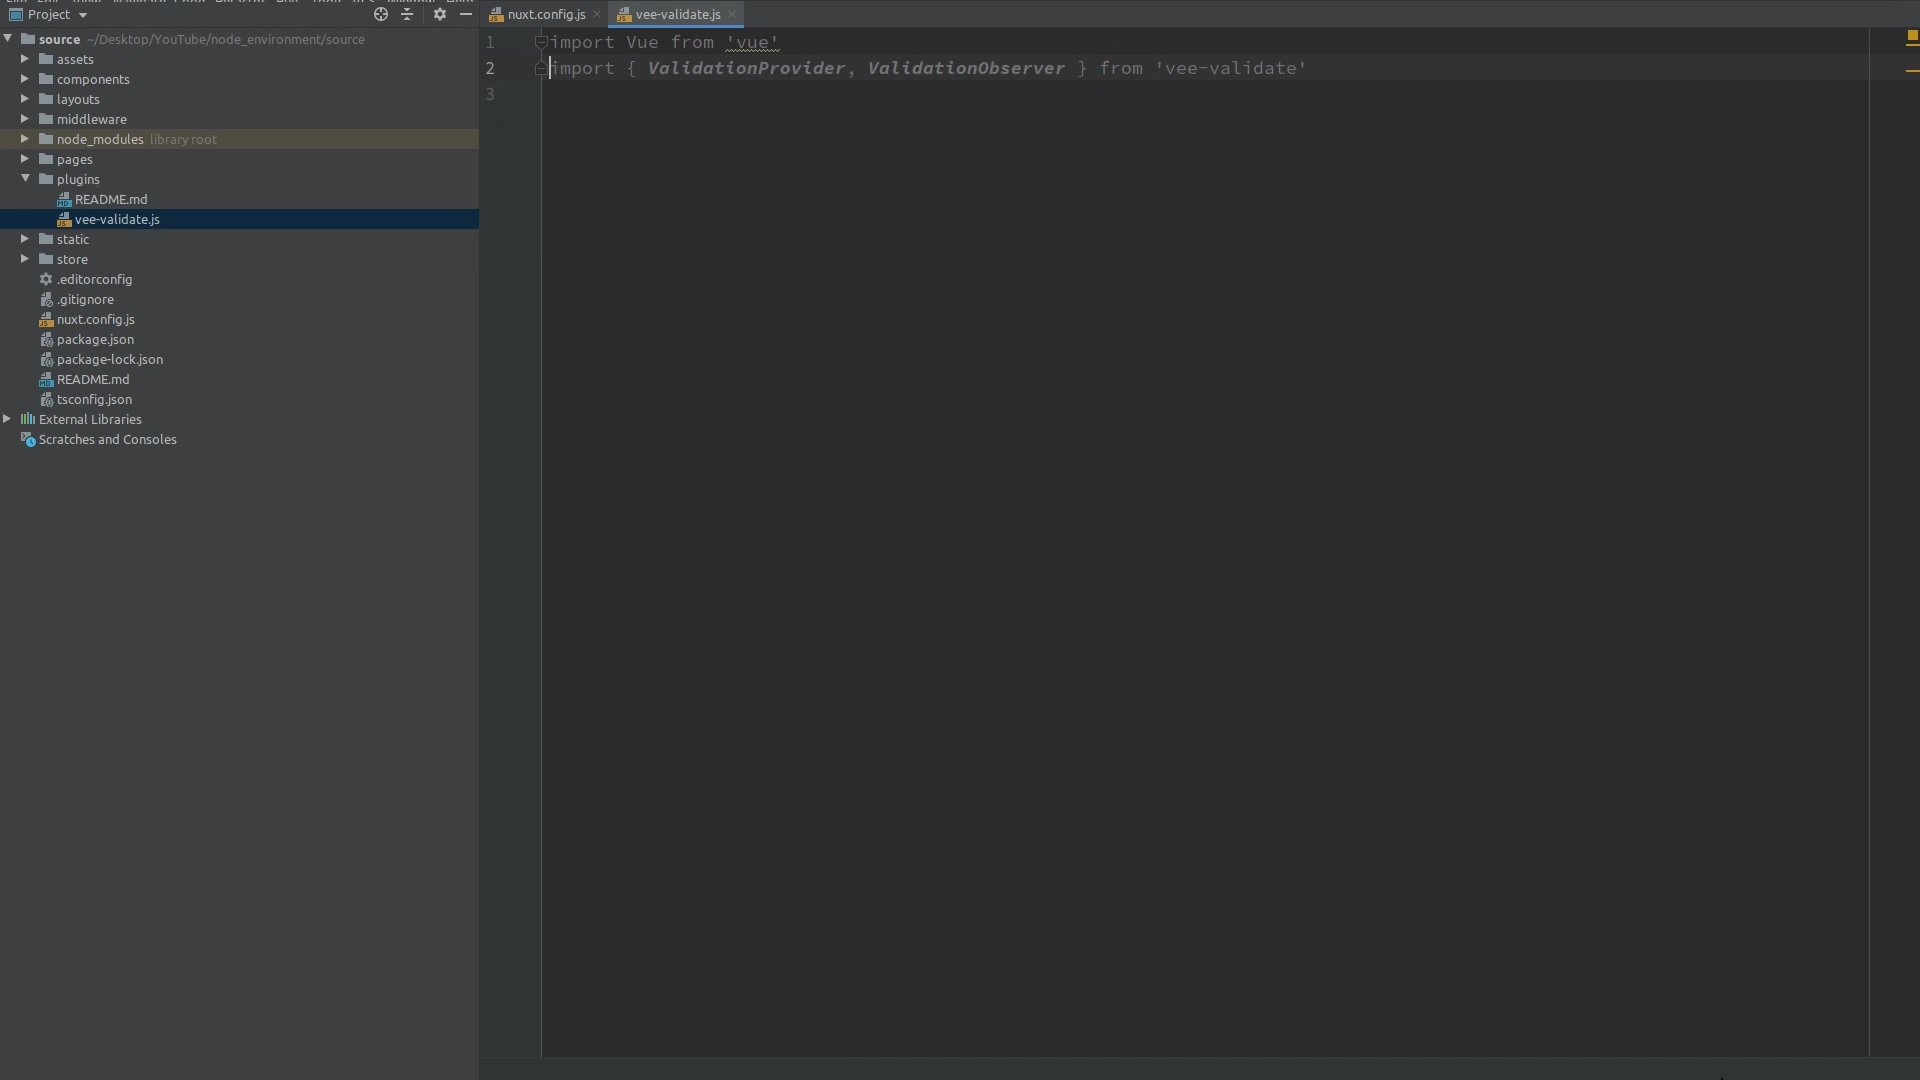 Project
source ~/Desktop/YouTube/node_environment/source
assets
components
layouts
middleware
node_modules library root
pages
plugins
README.md
vee-validate.js
static
store
.editorconfig
.gitignore
nuxt.config.js
package.json
package-lock.json
README.md
tsconfig.json
External Libraries
Scratches and Consoles
nuxt.config.js
vee-validate.js
1 import Vue from 'vue'
2 import { ValidationProvider, ValidationObserver } from 'vee-validate'
3